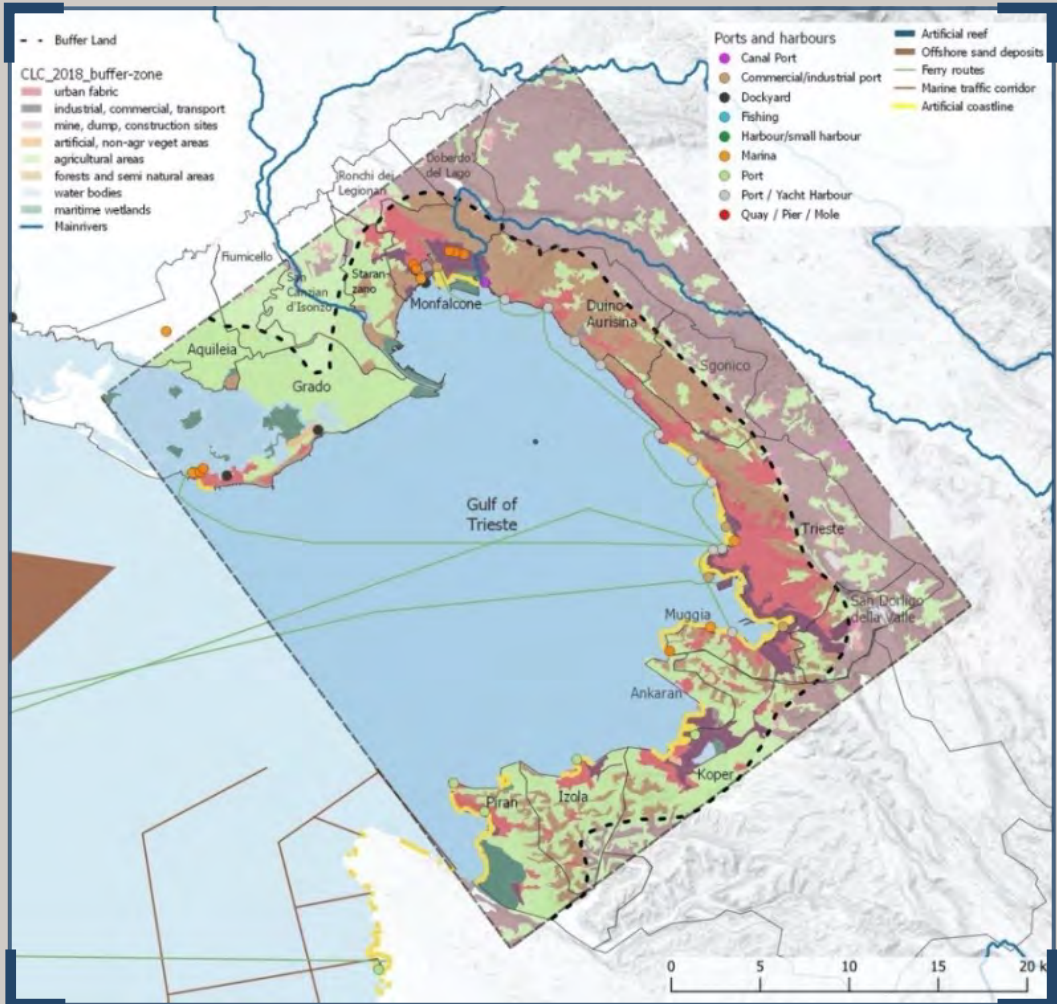 Buffer Land
CLC_2018_buffer-zone
urban fabric
industrial, commercial, transport
mine, dump, construction sites
artificial, non-agr veget areas
agricultural areas
forests and semi natural areas
water bodies
maritime wetlands
Mainrivers
Ports and harbours
Canal Port
Commercial/industrial port
Dockyard
Fishing
Harbour/small harbour
Marina
Port
Port / Yacht Harbour
Quay / Pier / Mole
Artificial reef
Offshore sand deposits
Ferry routes
Marine traffic corridor
Artificial coastline
Doberdo'
del Lago
Ronchi dei
Legionari
Fiumicello
San
Canzian
d'Isonzo
Staran-
zano
Monfalcone
Duino
Aurisina
Aquileia
Grado
Sgonico
Gulf of
Trieste
Trieste
San Dorligo
della Valle
Muggia
Ankaran
Koper
Izola
Piran
0 5 10 15 20 k